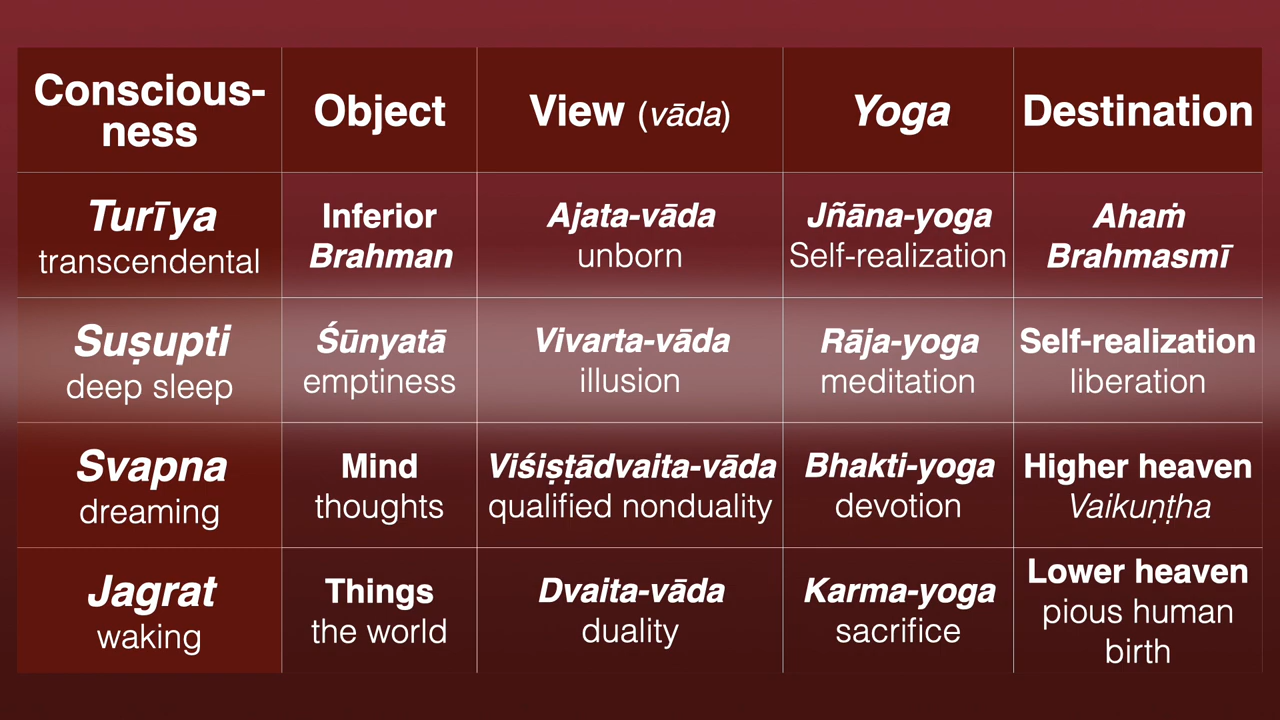 Conscious-
ness
Object
View (vāda)
Yoga
Destination
Turīya
transcendental
Inferior
Brahman
Ajata-vāda
unborn
Jñāna-yoga
Self-realization
Ahaṁ
Brahmasmī
Suṣupti
deep sleep
Śūnyatā
emptiness
Vivarta-vāda
illusion
Rāja-yoga
meditation
Self-realization
liberation
Svapna
dreaming
Mind
thoughts
Viśiṣṭādvaita-vāda
qualified nonduality
Bhakti-yoga
devotion
Higher heaven
Vaikuṇṭha
Jagrat
waking
Things
the world
Dvaita-vāda
duality
Karma-yoga
sacrifice
Lower heaven
pious human
birth